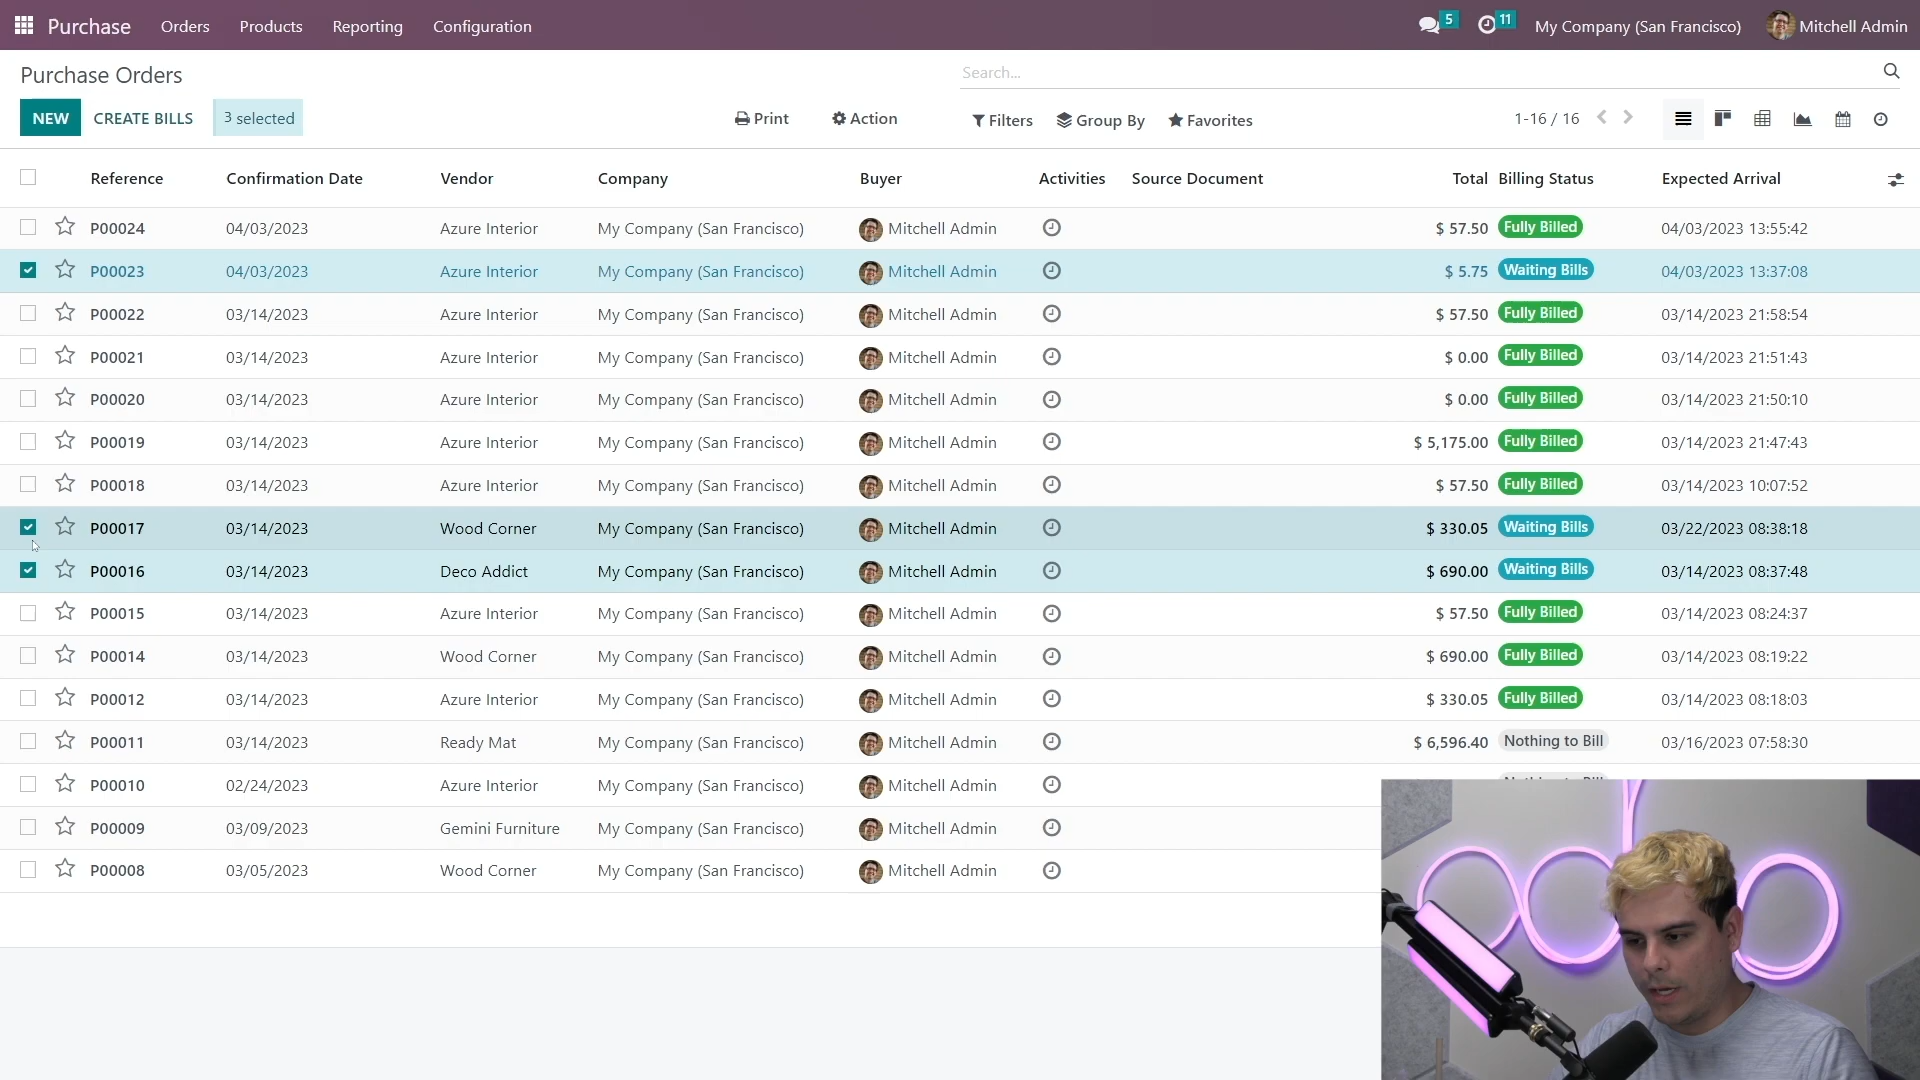 Purchase Orders Products Reporting Configuration 5 11 My Company (San Francisco) Mitchell Admin
Purchase Orders Search...
NEW CREATE BILLS 3 selected Print Action Filters Group By Favorites 1-16 / 16
Reference Confirmation Date Vendor Company Buyer Activities Source Document Total Billing Status Expected Arrival
P00024 04/03/2023 Azure Interior My Company (San Francisco) Mitchell Admin $ 57.50 Fully Billed 04/03/2023 13:55:42
P00023 04/03/2023 Azure Interior My Company (San Francisco) Mitchell Admin $ 5.75 Waiting Bills 04/03/2023 13:37:08
P00022 03/14/2023 Azure Interior My Company (San Francisco) Mitchell Admin $ 57.50 Fully Billed 03/14/2023 21:58:54
P00021 03/14/2023 Azure Interior My Company (San Francisco) Mitchell Admin $ 0.00 Fully Billed 03/14/2023 21:51:43
P00020 03/14/2023 Azure Interior My Company (San Francisco) Mitchell Admin $ 0.00 Fully Billed 03/14/2023 21:50:10
P00019 03/14/2023 Azure Interior My Company (San Francisco) Mitchell Admin $ 5,175.00 Fully Billed 03/14/2023 21:47:43
P00018 03/14/2023 Azure Interior My Company (San Francisco) Mitchell Admin $ 57.50 Fully Billed 03/14/2023 10:07:52
P00017 03/14/2023 Wood Corner My Company (San Francisco) Mitchell Admin $ 330.05 Waiting Bills 03/22/2023 08:38:18
P00016 03/14/2023 Deco Addict My Company (San Francisco) Mitchell Admin $ 690.00 Waiting Bills 03/14/2023 08:37:48
P00015 03/14/2023 Azure Interior My Company (San Francisco) Mitchell Admin $ 57.50 Fully Billed 03/14/2023 08:24:37
P00014 03/14/2023 Wood Corner My Company (San Francisco) Mitchell Admin $ 690.00 Fully Billed 03/14/2023 08:19:22
P00012 03/14/2023 Azure Interior My Company (San Francisco) Mitchell Admin $ 330.05 Fully Billed 03/14/2023 08:18:03
P00011 03/14/2023 Ready Mat My Company (San Francisco) Mitchell Admin $ 6,596.40 Nothing to Bill 03/16/2023 07:58:30
P00010 02/24/2023 Azure Interior My Company (San Francisco) Mitchell Admin
P00009 03/09/2023 Gemini Furniture My Company (San Francisco) Mitchell Admin
P00008 03/05/2023 Wood Corner My Company (San Francisco) Mitchell Admin